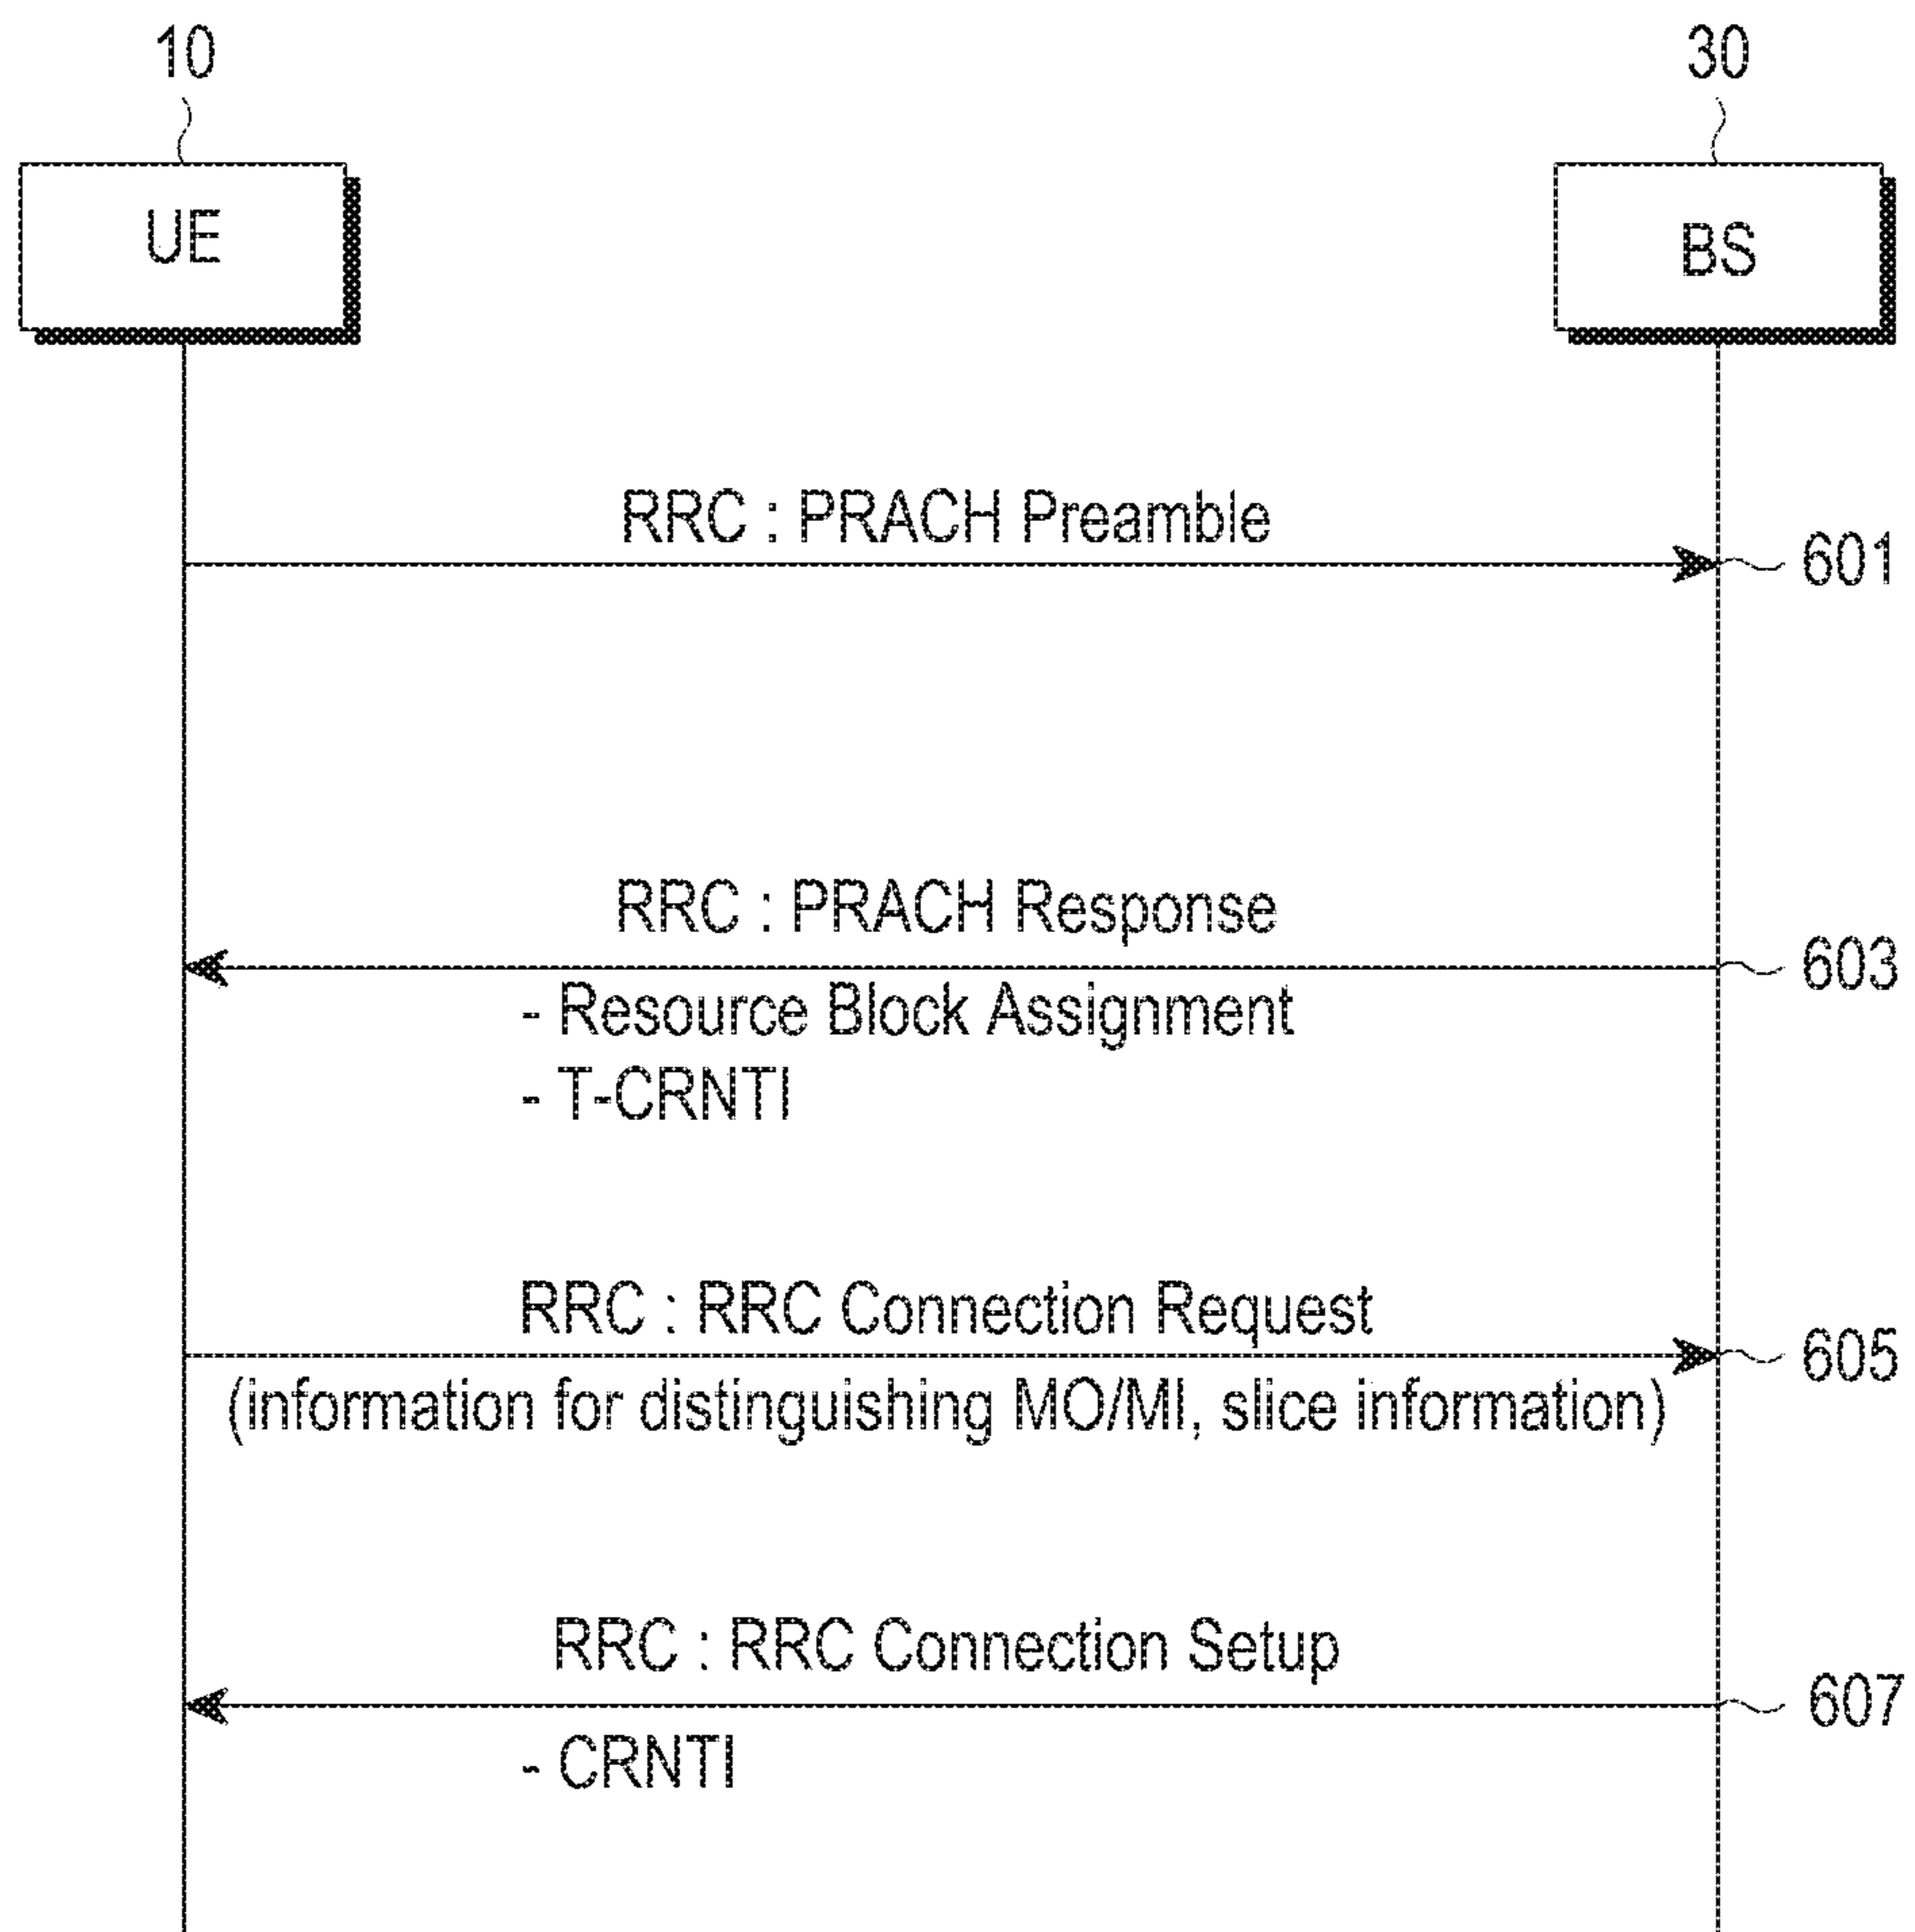 10
30
UE
BS
RRC : PRACH Preamble
601
RRC : PRACH Response
603
- Resource Block Assignment
- T-CRNTI
RRC : RRC Connection Request
605
(information for distinguishing MO/MI, slice information)
RRC : RRC Connection Setup
607
- CRNTI